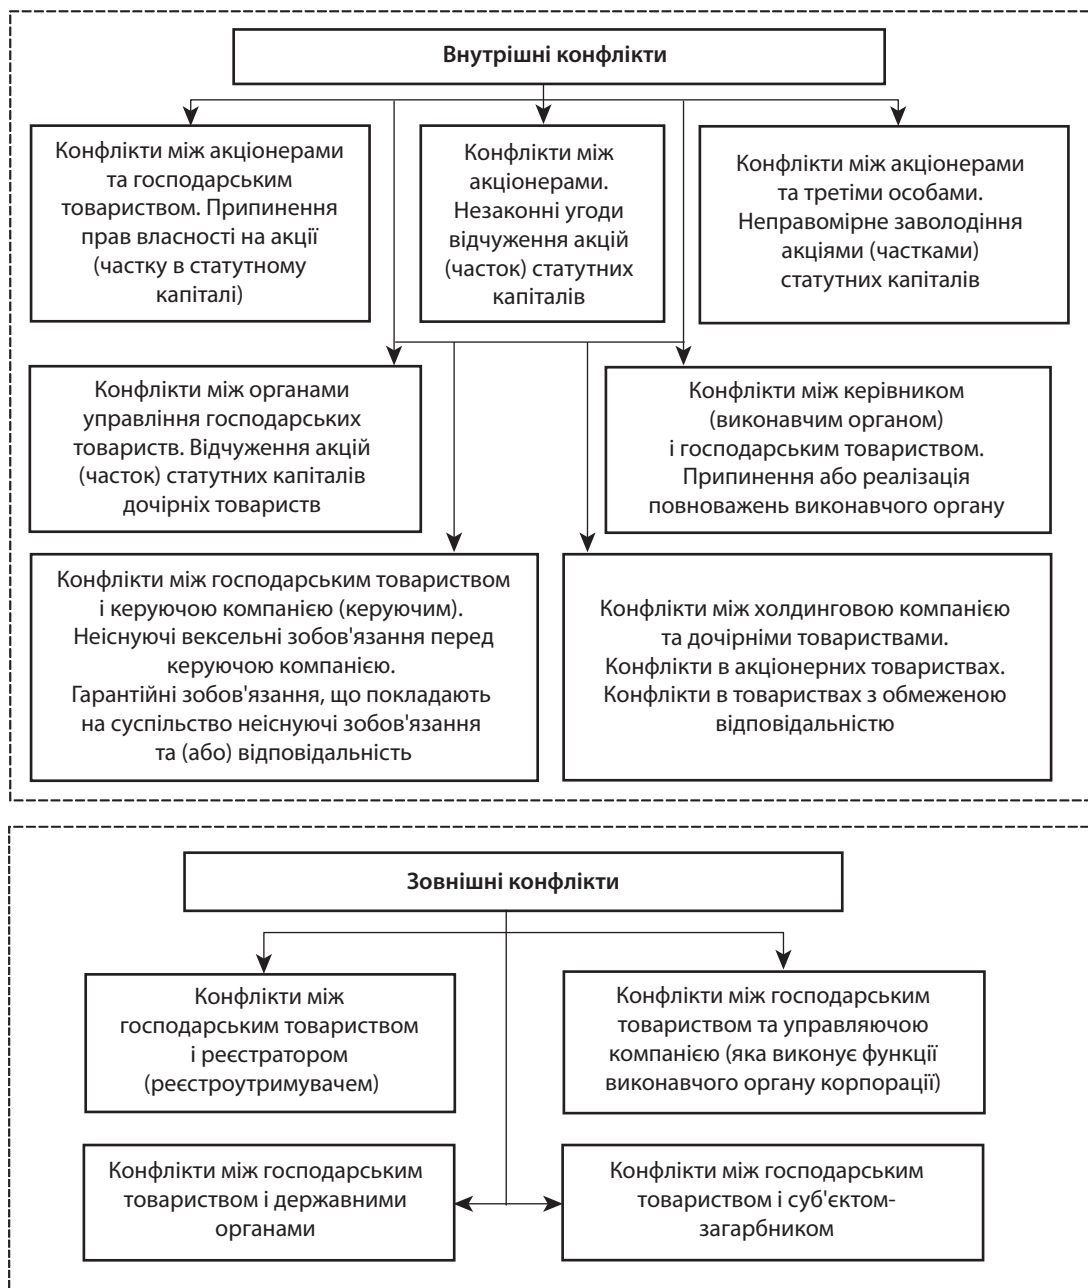 Внутрішні конфлікти
Конфлікти між акціонерами
та господарським
товариством. Припинення
прав власності на акції
(частку в статутному
капіталі)
Конфлікти між
акціонерами.
Незаконні угоди
відчуження акцій
(часток) статутних
капіталів
Конфлікти між акціонерами
та третіми особами.
Неправомірне заволодіння
акціями (частками)
статутних капіталів
Конфлікти між органами
управління господарських
товариств. Відчуження акцій
(часток) статутних капіталів
дочірніх товариств
Конфлікти між керівником
(виконавчим органом)
і господарським товариством.
Припинення або реалізація
повноважень виконавчого органу
Конфлікти між господарським товариством
і керуючою компанією (керуючим).
Неіснуючі вексельні зобов'язання перед
керуючою компанією.
Гарантійні зобов'язання, що покладають
на суспільство неіснуючі зобов'язання
та (або) відповідальність
Конфлікти між холдинговою компанією
та дочірніми товариствами.
Конфлікти в акціонерних товариствах.
Конфлікти в товариствах з обмеженою
відповідальністю
Зовнішні конфлікти
Конфлікти між
господарським товариством
і реєстратором
(реєстроутримувачем)
Конфлікти між господарським
товариством та управляючою
компанією (яка виконує функції
виконавчого органу корпорації)
Конфлікти між господарським
товариством і державними
органами
Конфлікти між господарським
товариством і суб'єктом-
загарбником